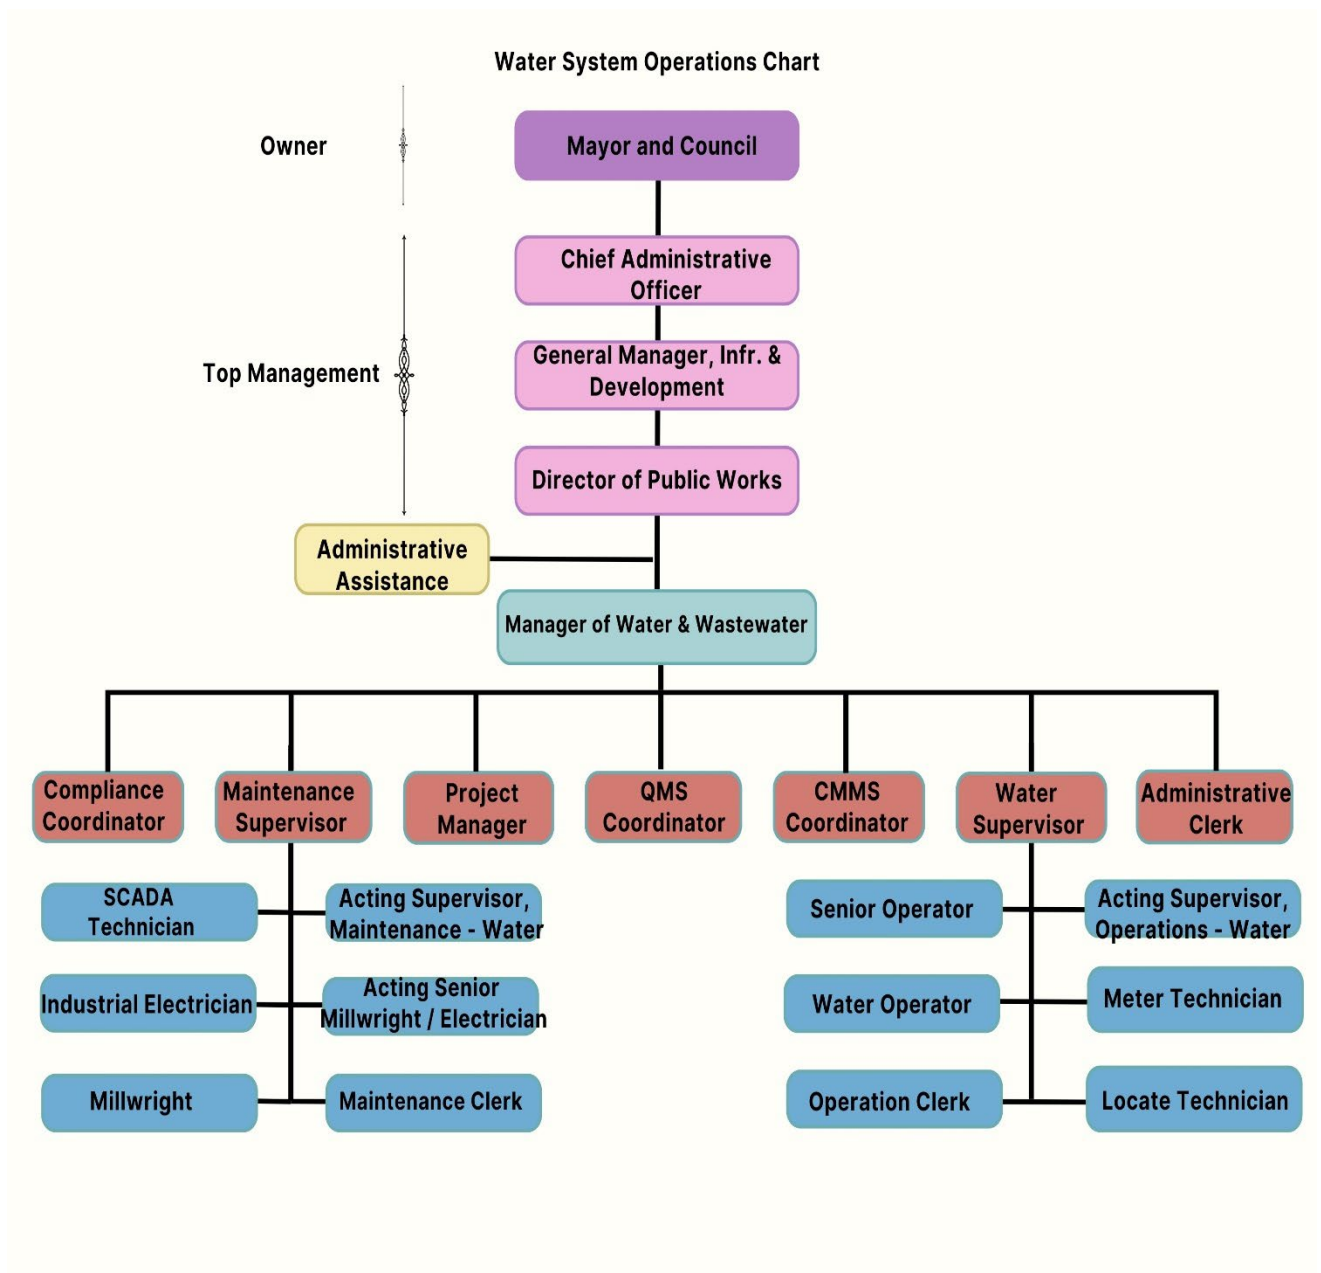 Water System Operations Chart
Owner
Mayor and Council
Chief Administrative
Officer
Top Management
General Manager, Infr. &
Development
Director of Public Works
Administrative
Assistance
Manager of Water & Wastewater
Compliance
Coordinator
Maintenance
Supervisor
Project
Manager
QMS
Coordinator
CMMS
Coordinator
Water
Supervisor
Administrative
Clerk
SCADA
Technician
Acting Supervisor,
Maintenance - Water
Senior Operator
Acting Supervisor,
Operations - Water
Industrial Electrician
Acting Senior
Millwright / Electrician
Water Operator
Meter Technician
Millwright
Maintenance Clerk
Operation Clerk
Locate Technician